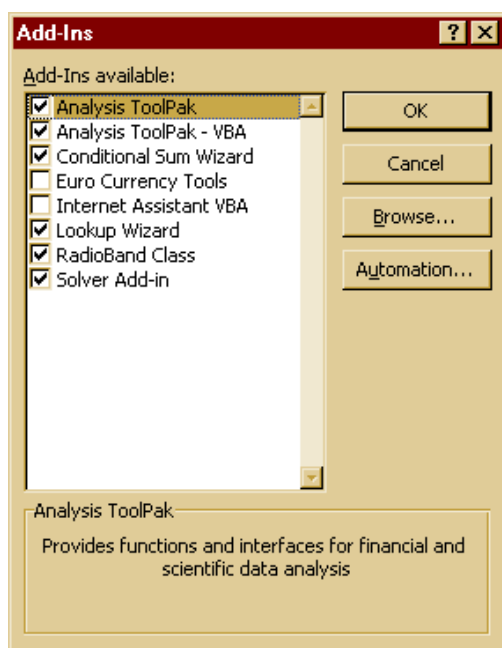 Add-Ins
Add-Ins available:
Analysis ToolPak
Analysis ToolPak - VBA
Conditional Sum Wizard
Euro Currency Tools
Internet Assistant VBA
Lookup Wizard
RadioBand Class
Solver Add-in
OK
Cancel
Browse...
Automation...
Analysis ToolPak
Provides functions and interfaces for financial and
scientific data analysis